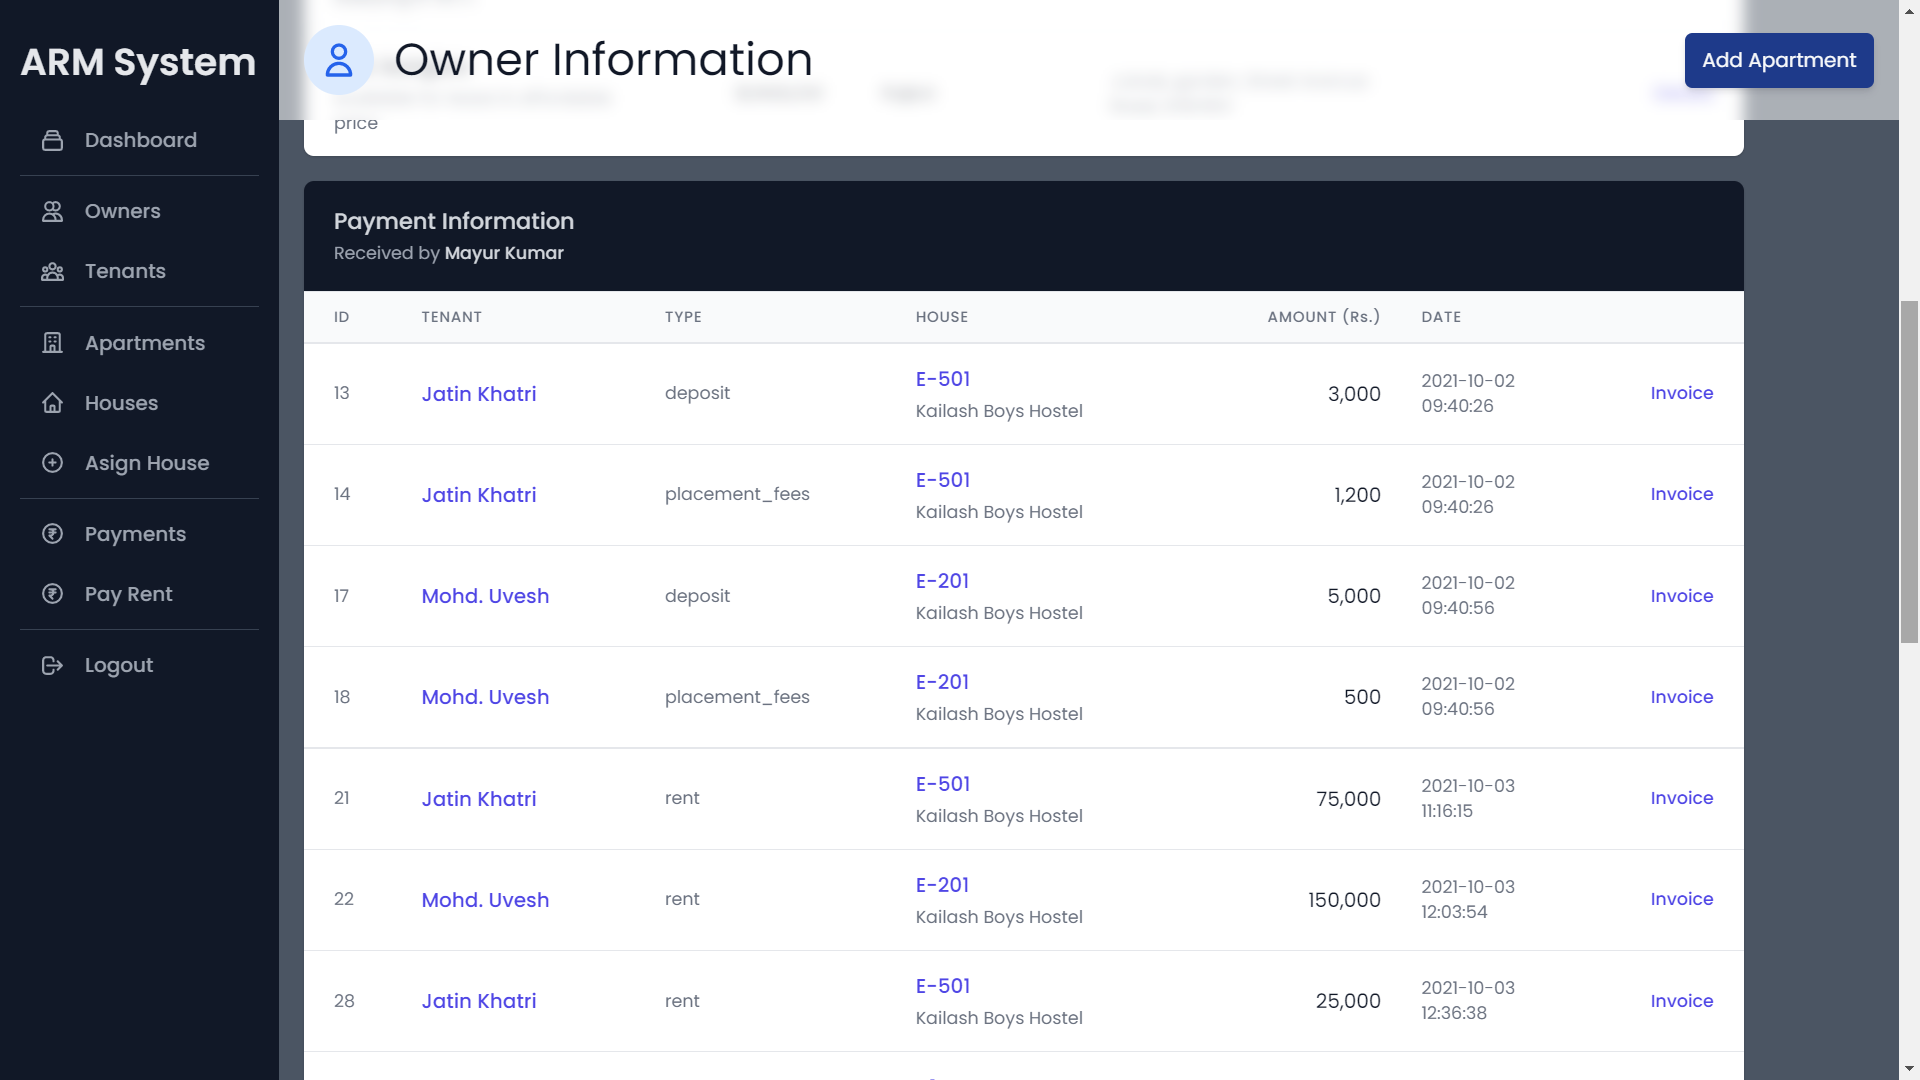 ARM System
Dashboard
Owners
Tenants
Apartments
Houses
Asign House
Payments
Pay Rent
Logout
Owner Information
Add Apartment
price
Payment Information
Received by Mayur Kumar
ID TENANT TYPE HOUSE AMOUNT (Rs.) DATE
13 Jatin Khatri deposit E-501 Kailash Boys Hostel 3,000 2021-10-02 09:40:26 Invoice
14 Jatin Khatri placement_fees E-501 Kailash Boys Hostel 1,200 2021-10-02 09:40:26 Invoice
17 Mohd. Uvesh deposit E-201 Kailash Boys Hostel 5,000 2021-10-02 09:40:56 Invoice
18 Mohd. Uvesh placement_fees E-201 Kailash Boys Hostel 500 2021-10-02 09:40:56 Invoice
21 Jatin Khatri rent E-501 Kailash Boys Hostel 75,000 2021-10-03 11:16:15 Invoice
22 Mohd. Uvesh rent E-201 Kailash Boys Hostel 150,000 2021-10-03 12:03:54 Invoice
28 Jatin Khatri rent E-501 Kailash Boys Hostel 25,000 2021-10-03 12:36:38 Invoice